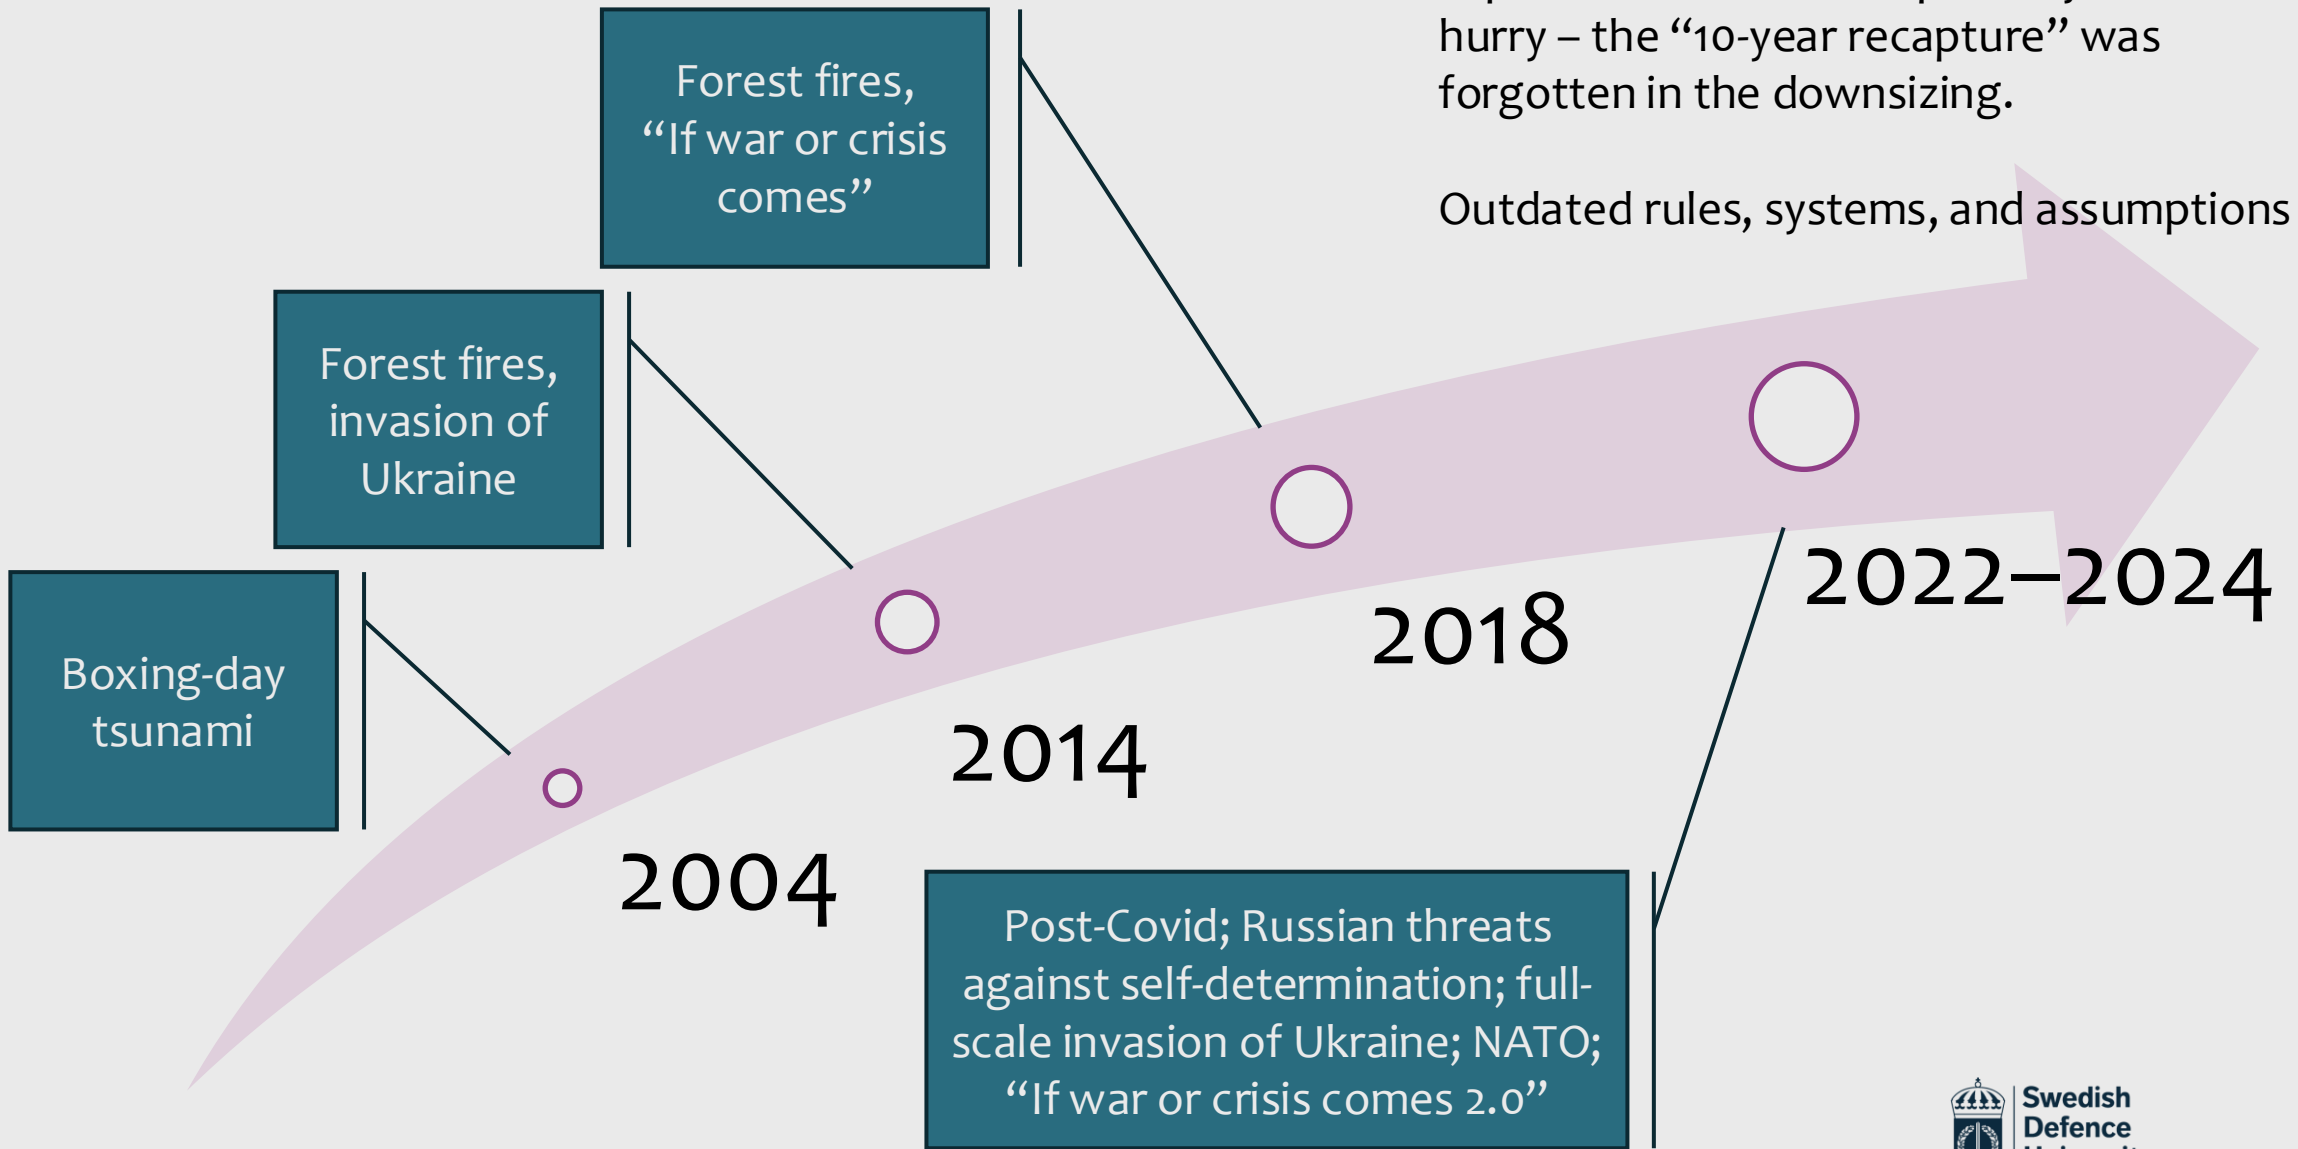 hurry – the “10-year recapture” was
forgotten in the downsizing.
Outdated rules, systems, and assumptions
Forest fires,
“If war or crisis
comes”
Forest fires,
invasion of
Ukraine
Boxing-day
tsunami
2004
2014
2018
2022–2024
Post-Covid; Russian threats
against self-determination; full-
scale invasion of Ukraine; NATO;
“If war or crisis comes 2.0”
Swedish
Defence